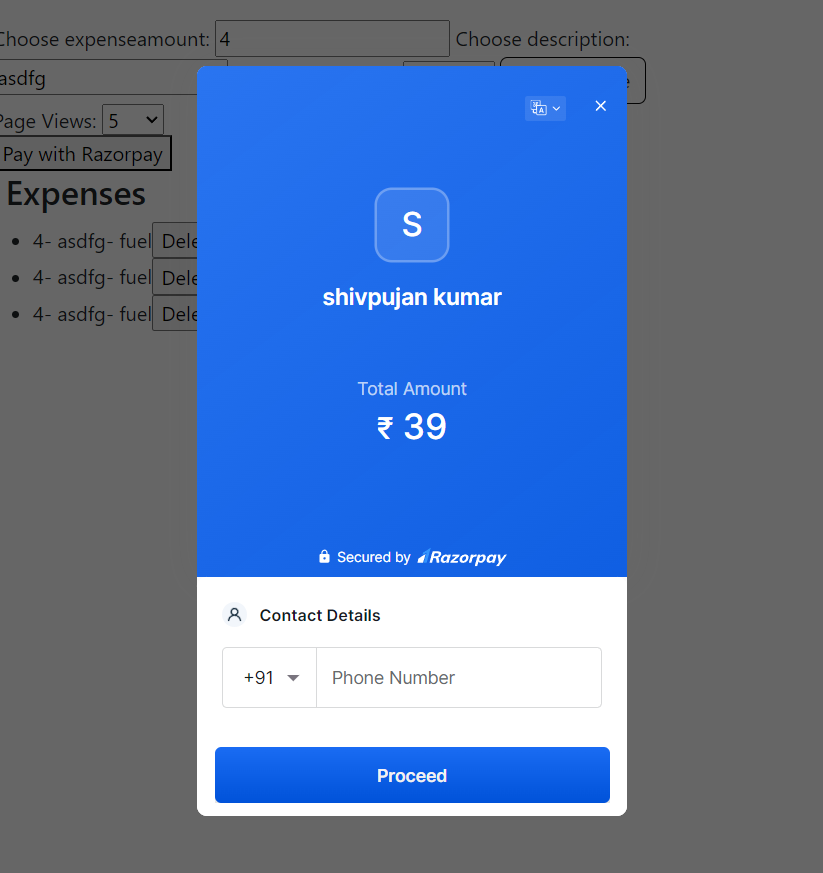 Choose expenseamount: 4 Choose description:
asdfg
Page Views: 5
Pay with Razorpay
Expenses
4- asdfg- fuel Dele
4- asdfg- fuel Dele
4- asdfg- fuel Dele
S
shivpujan kumar
Total Amount
₹ 39
Secured by Razorpay
Contact Details
+91 Phone Number
Proceed